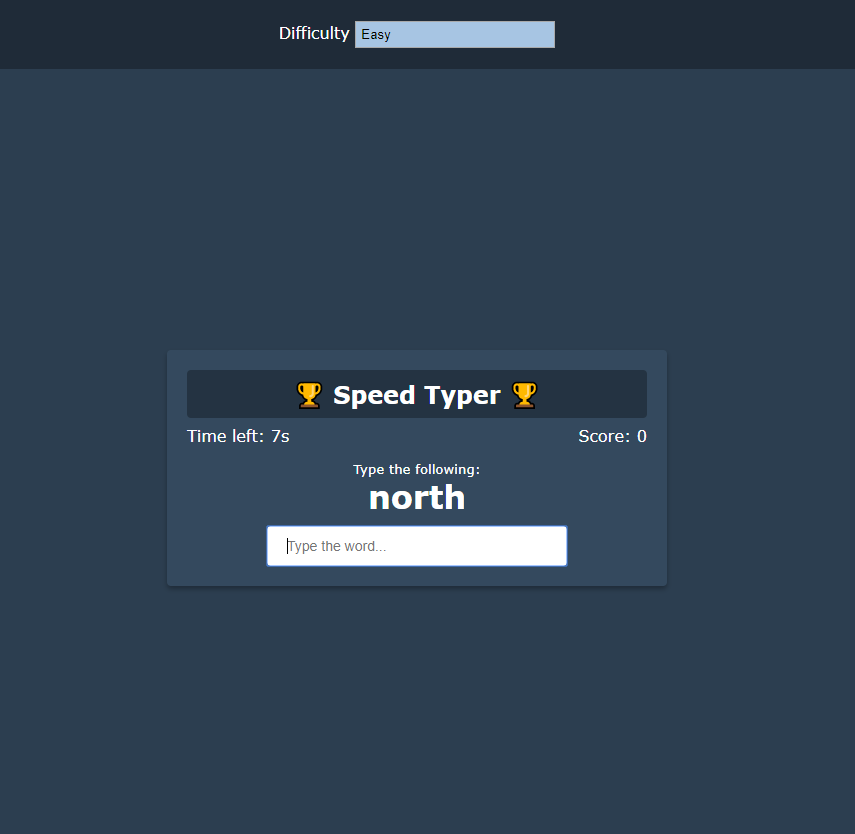 Difficulty Easy
🏆 Speed Typer 🏆
Time left: 7s Score: 0
Type the following:
north
Type the word...